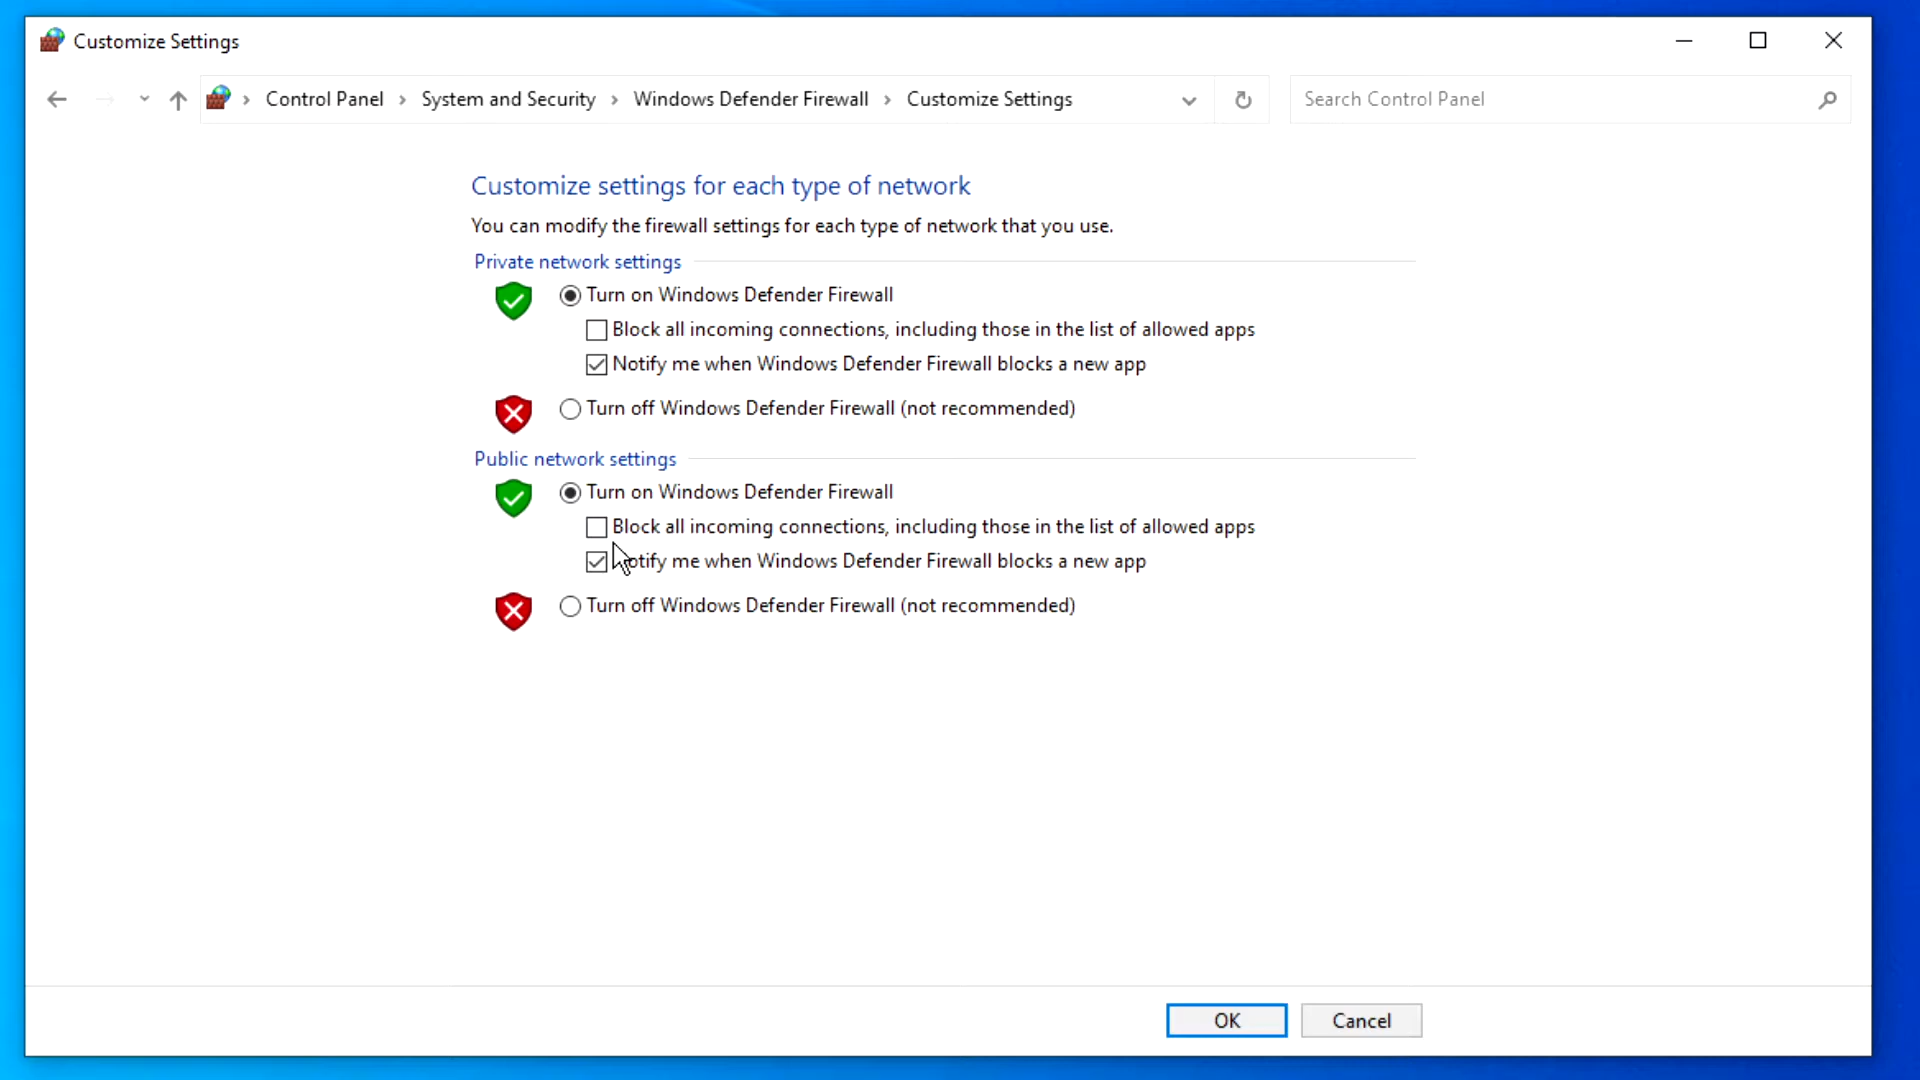 Customize Settings
Control Panel > System and Security > Windows Defender Firewall > Customize Settings
Search Control Panel
Customize settings for each type of network
You can modify the firewall settings for each type of network that you use.
Private network settings
Turn on Windows Defender Firewall
Block all incoming connections, including those in the list of allowed apps
Notify me when Windows Defender Firewall blocks a new app
Turn off Windows Defender Firewall (not recommended)
Public network settings
Turn on Windows Defender Firewall
Block all incoming connections, including those in the list of allowed apps
Notify me when Windows Defender Firewall blocks a new app
Turn off Windows Defender Firewall (not recommended)
OK
Cancel